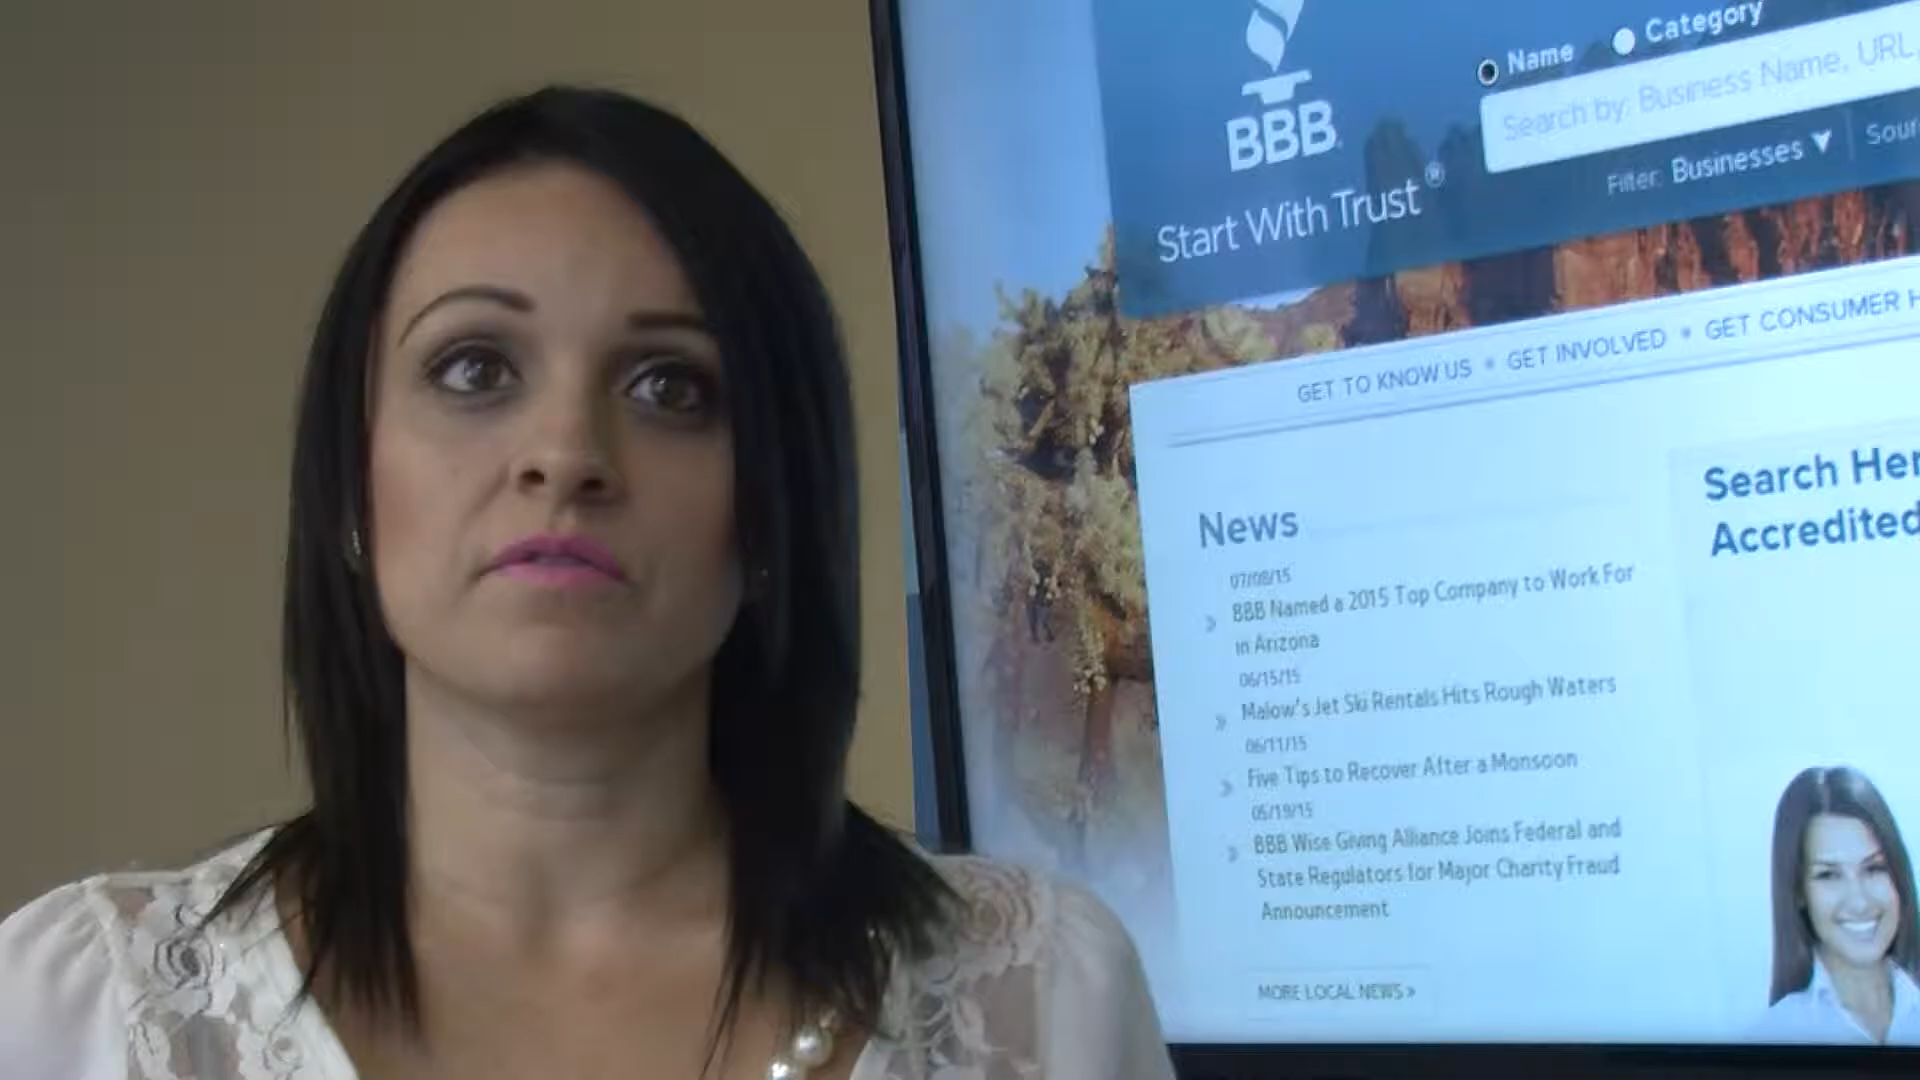 Name
Category
Search by: Business Name, URL,
Filter: Businesses
BBB
Start With Trust®
GET TO KNOW US • GET INVOLVED • GET CONSUMER H
News
07/08/15
BBB Named a 2015 Top Company to Work For
in Arizona
06/15/15
Malow's Jet Ski Rentals Hits Rough Waters
06/11/15
Five Tips to Recover After a Monsoon
05/19/15
BBB Wise Giving Alliance Joins Federal and
State Regulators for Major Charity Fraud
Announcement
MORE LOCAL NEWS »
Search Her
Accredited